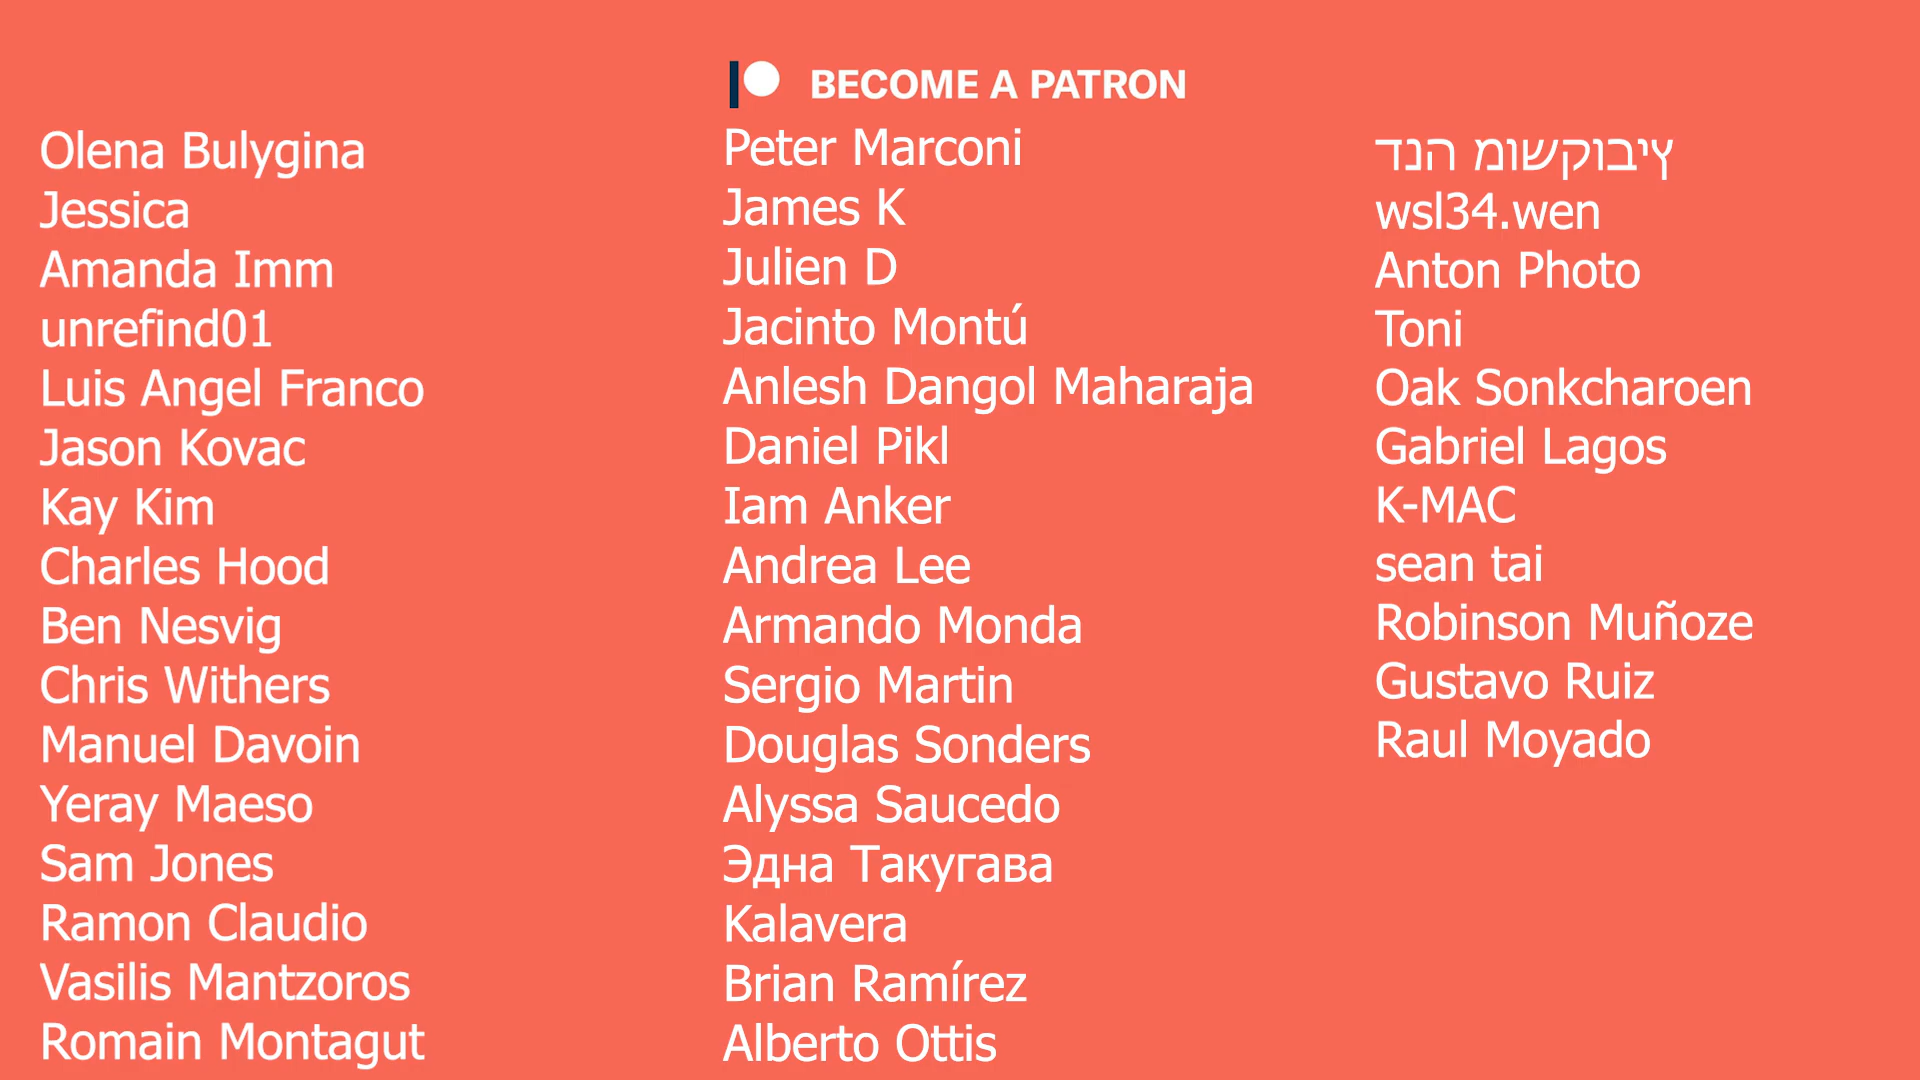 BECOME A PATRON
Olena Bulygina
Jessica
Amanda Imm
unrefind01
Luis Angel Franco
Jason Kovac
Kay Kim
Charles Hood
Ben Nesvig
Chris Withers
Manuel Davoin
Yeray Maeso
Sam Jones
Ramon Claudio
Vasilis Mantzoros
Romain Montagut
Peter Marconi
James K
Julien D
Jacinto Montú
Anlesh Dangol Maharaja
Daniel Pikl
Iam Anker
Andrea Lee
Armando Monda
Sergio Martin
Douglas Sonders
Alyssa Saucedo
Эдна Такугава
Kalavera
Brian Ramírez
Alberto Ottis
דנה מושקוביץ
wsl34.wen
Anton Photo
Toni
Oak Sonkcharoen
Gabriel Lagos
K-MAC
sean tai
Robinson Muñoze
Gustavo Ruiz
Raul Moyado